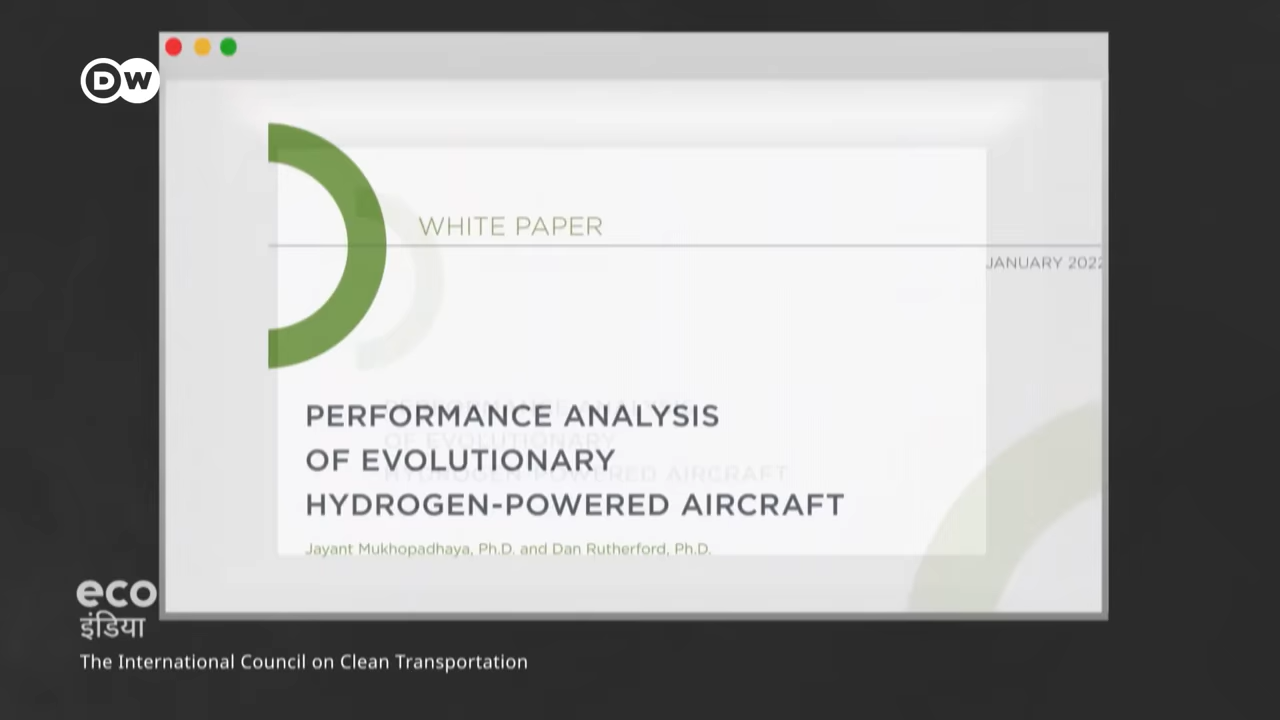 DW
WHITE PAPER
JANUARY 2022
PERFORMANCE ANALYSIS
OF EVOLUTIONARY
HYDROGEN-POWERED AIRCRAFT
Jayant Mukhopadhaya, Ph.D. and Dan Rutherford, Ph.D.
eco
इंडिया
The International Council on Clean Transportation